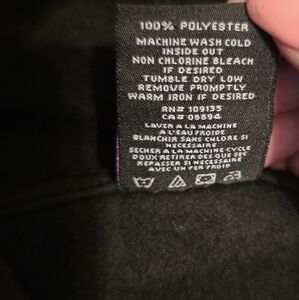 100% POLYESTER
MACHINE WASH COLD
INSIDE OUT
NON CHLORINE BLEACH
IF DESIRED
TUMBLE DRY LOW
REMOVE PROMPTLY
WARM IRON IF DESIRED
RN# 109135
CA# 08894
LAVER A LA MACHINE
A L'EAU FROIDE
BLANCHIR SANS CHLORE SI
NECESSAIRE
SECHER A LA MACHINE-CYCLE
DOUX RETIRER DES QUE SEC
REPASSER SI NECESSAIRE
AVEC UN FER FROID